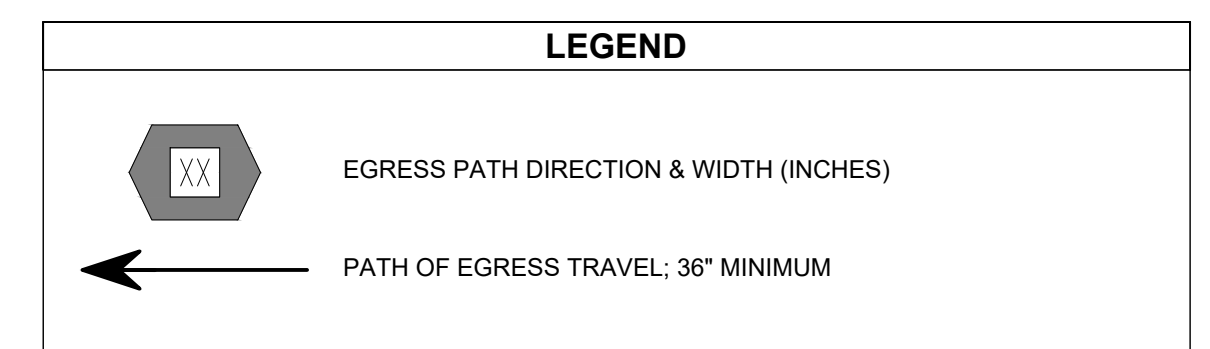 LEGEND
XX
EGRESS PATH DIRECTION & WIDTH (INCHES)
PATH OF EGRESS TRAVEL; 36" MINIMUM